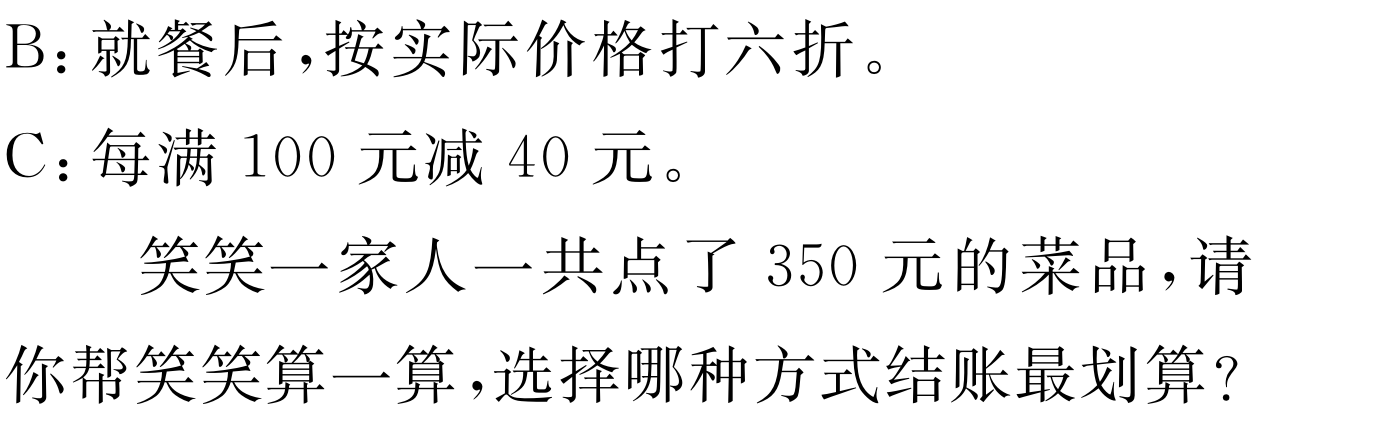 B：就餐后，按实际价格打六折。
C：每满 100 元减 40 元。
笑笑一家人一共点了 350 元的菜品，请
你帮笑笑算一算，选择哪种方式结账最划算？